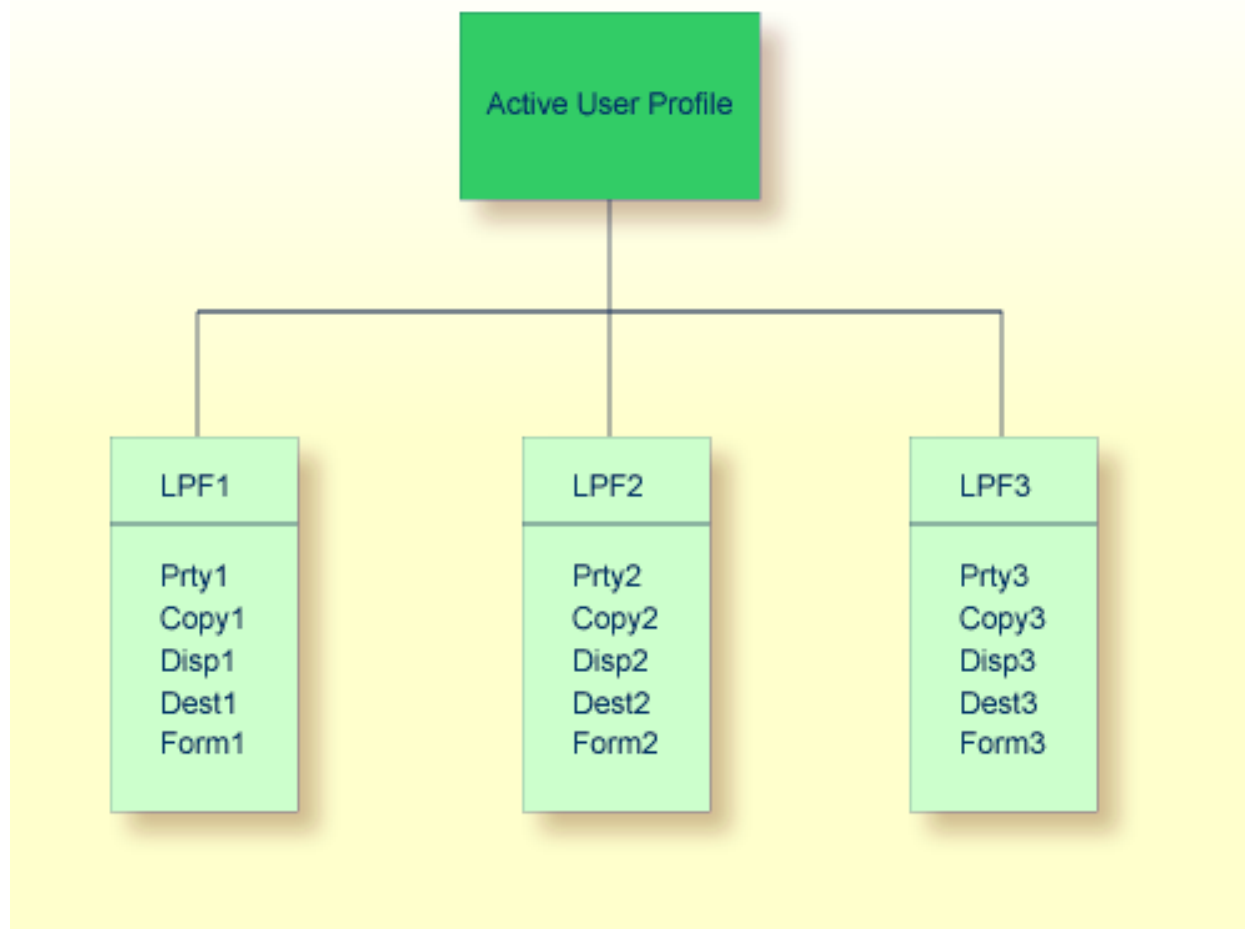 Active User Profile
LPF1
Prty1
Copy1
Disp1
Dest1
Form1
LPF2
Prty2
Copy2
Disp2
Dest2
Form2
LPF3
Prty3
Copy3
Disp3
Dest3
Form3